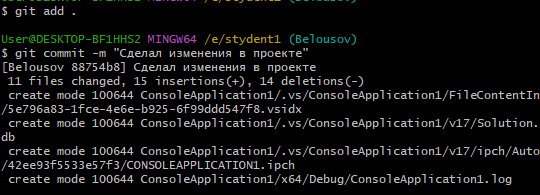 $ git add .
User@DESKTOP-BF1HHS2 MINGW64 /e/stydent1 (Belousov)
$ git commit -m "Сделал изменения в проекте"
[Belousov 88754b8] Сделал изменения в проекте
 11 files changed, 15 insertions(+), 14 deletions(-)
 create mode 100644 ConsoleApplication1/.vs/ConsoleApplication1/FileContentIn
/5e796a83-1fce-4e6e-b925-6f99ddd547f8.vsidx
 create mode 100644 ConsoleApplication1/.vs/ConsoleApplication1/v17/Solution.
db
 create mode 100644 ConsoleApplication1/.vs/ConsoleApplication1/v17/ipch/Auto
/42ee93f5533e57f3/CONSOLEAPPLICATION1.ipch
 create mode 100644 ConsoleApplication1/x64/Debug/ConsoleApplication1.log